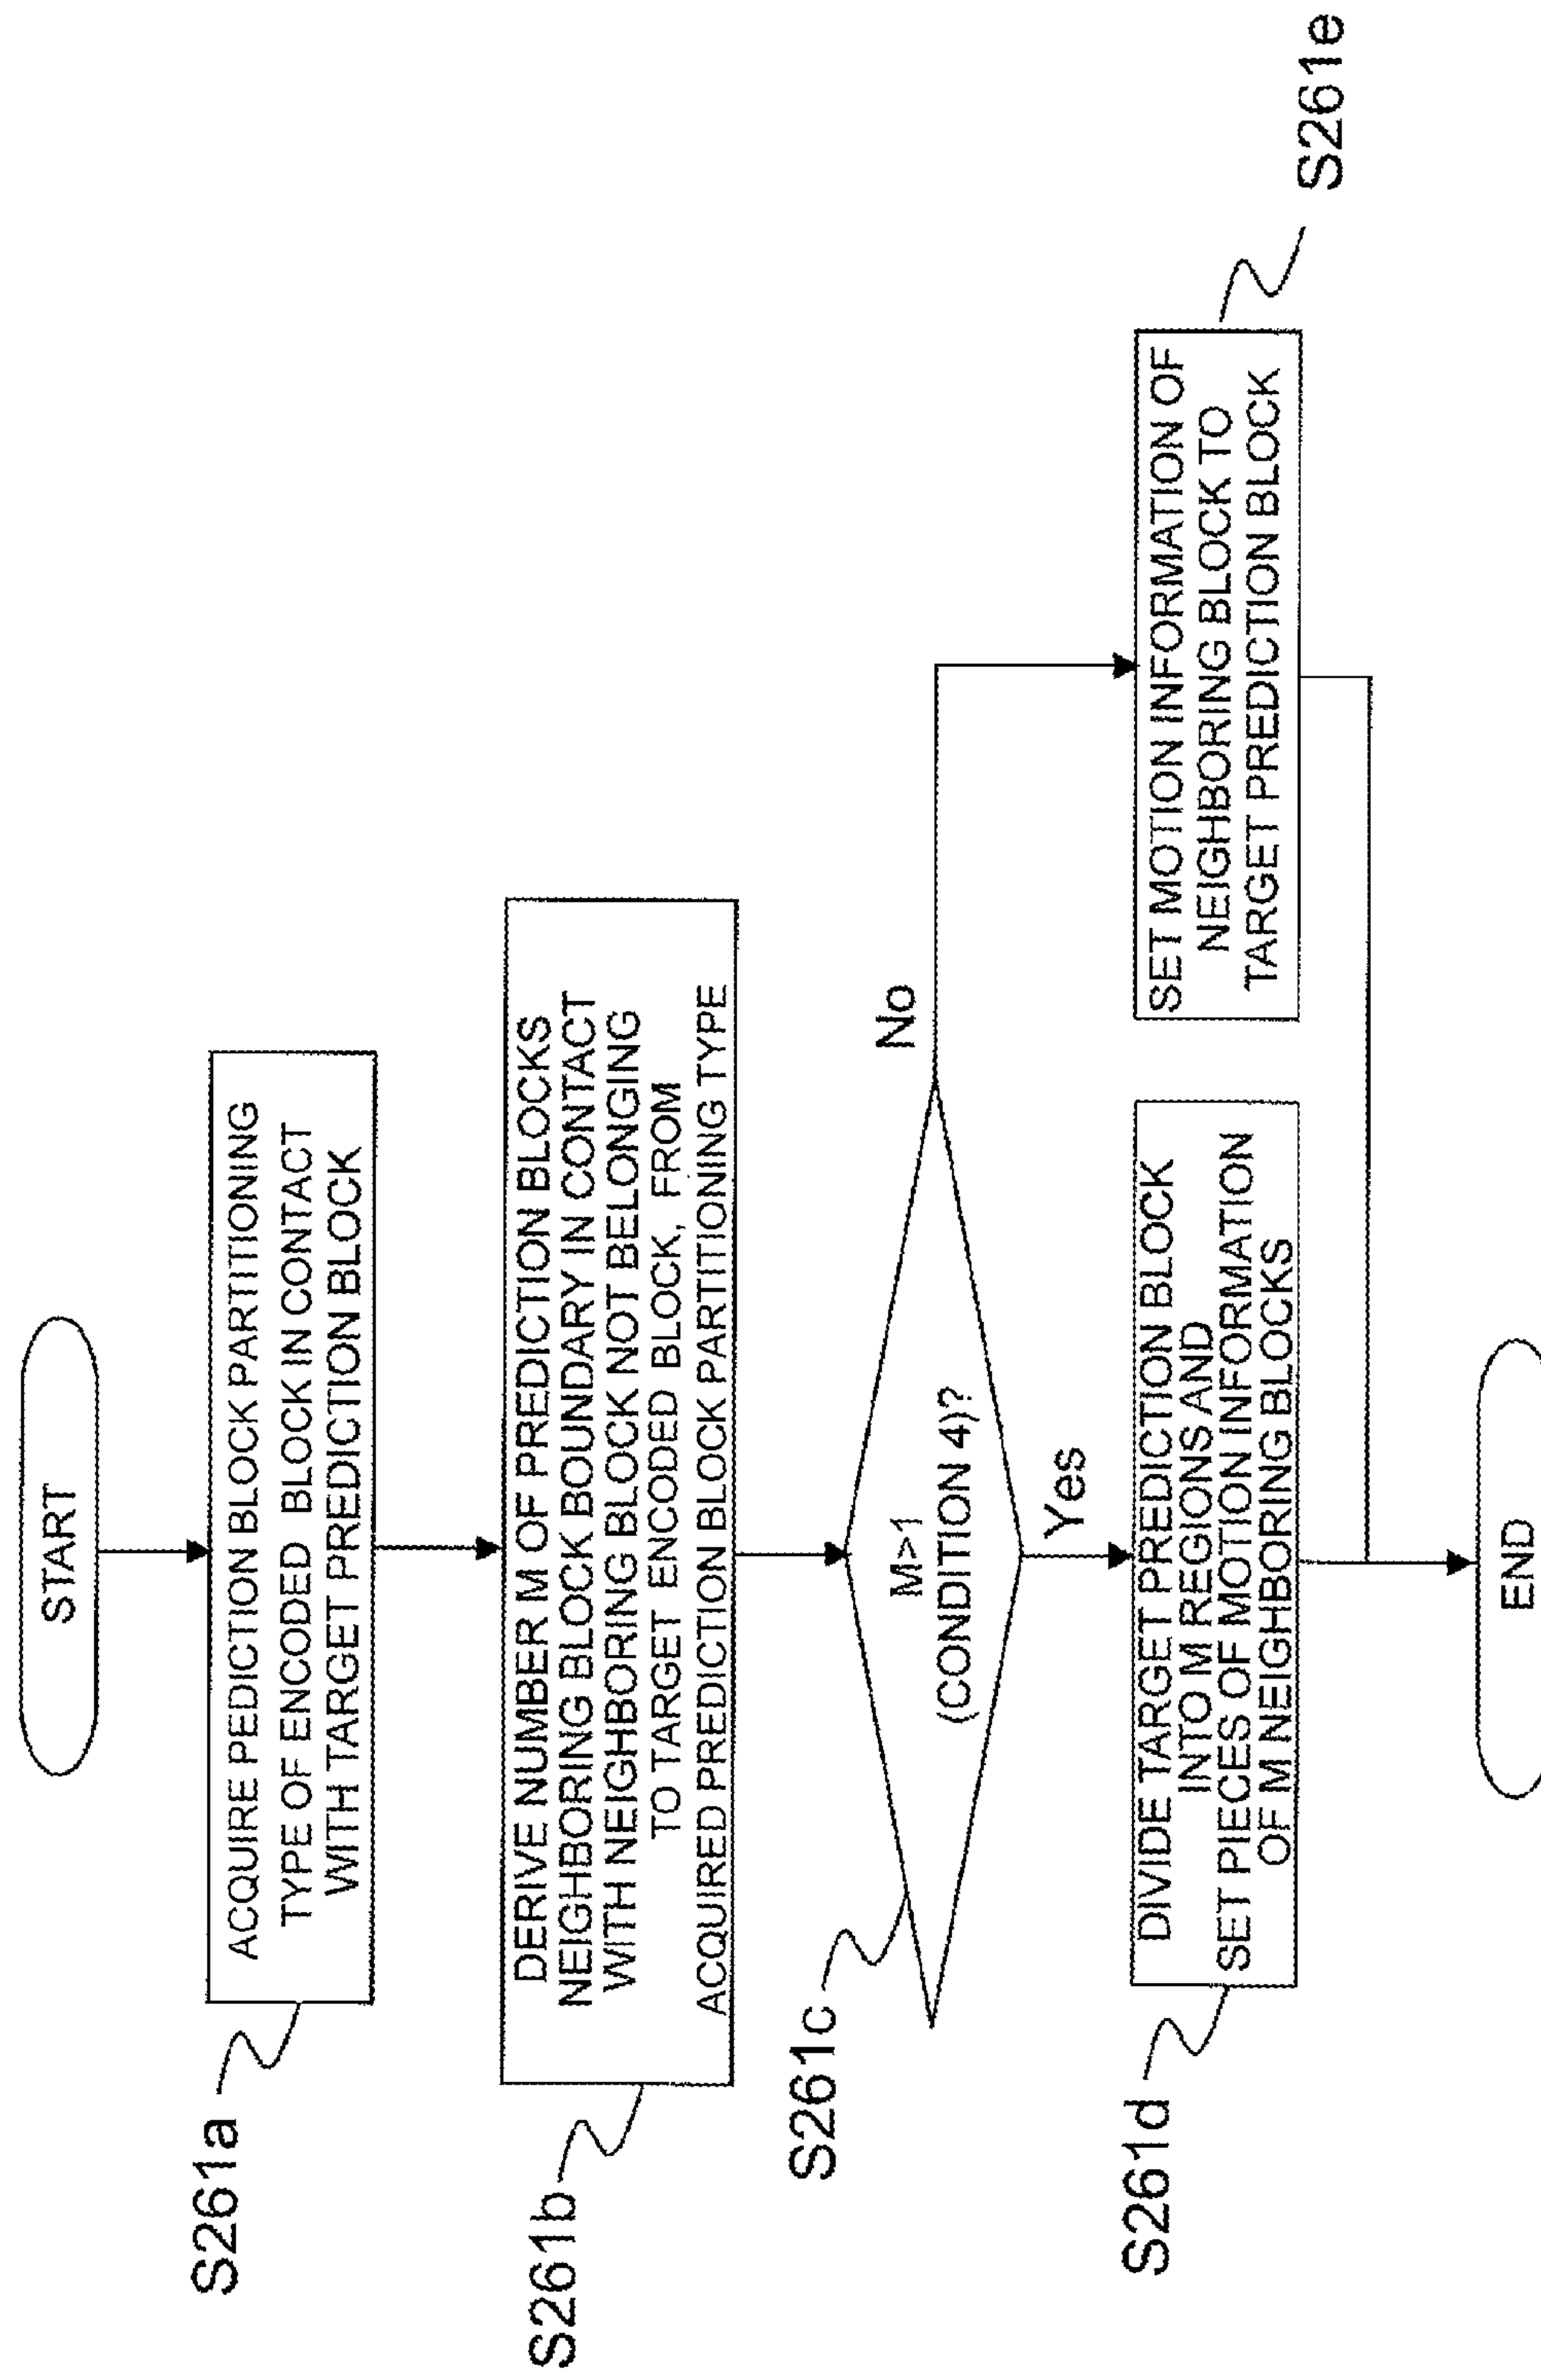 START
S261a
ACQUIRE PEDICTION BLOCK PARTITIONING
TYPE OF ENCODED BLOCK IN CONTACT
WITH TARGET PREDICTION BLOCK
S261b
DERIVE NUMBER M OF PREDICTION BLOCKS
NEIGHBORING BLOCK BOUNDARY IN CONTACT
WITH NEIGHBORING BLOCK NOT BELONGING
TO TARGET ENCODED BLOCK, FROM
ACQUIRED PREDICTION BLOCK PARTITIONING TYPE
S261c
M>1
(CONDITION 4)?
No
Yes
S261d
DIVIDE TARGET PREDICTION BLOCK
INTO M REGIONS AND
SET PIECES OF MOTION INFORMATION
OF M NEIGHBORING BLOCKS
SET MOTION INFORMATION OF
NEIGHBORING BLOCK TO
TARGET PREDICTION BLOCK
S261e
END